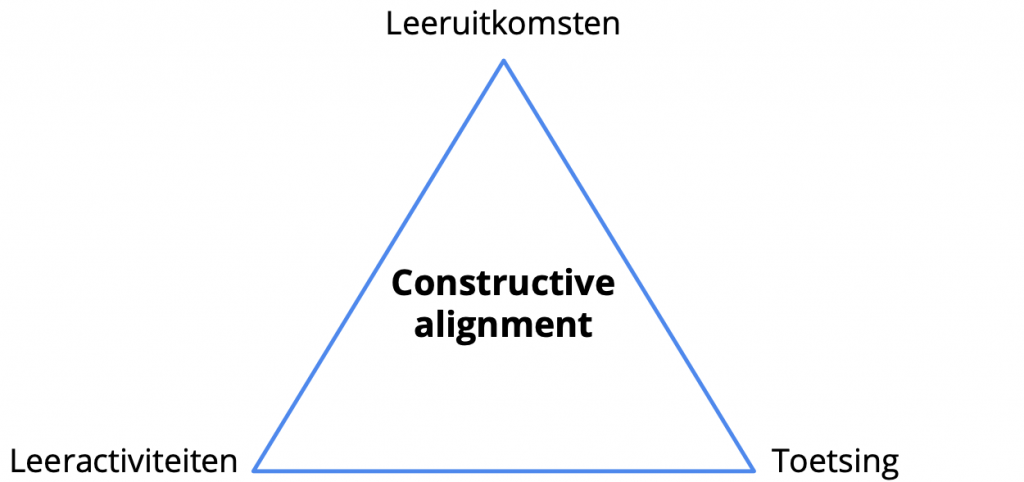 Leeruitkomsten
Constructive
alignment
Leeractiviteiten
Toetsing